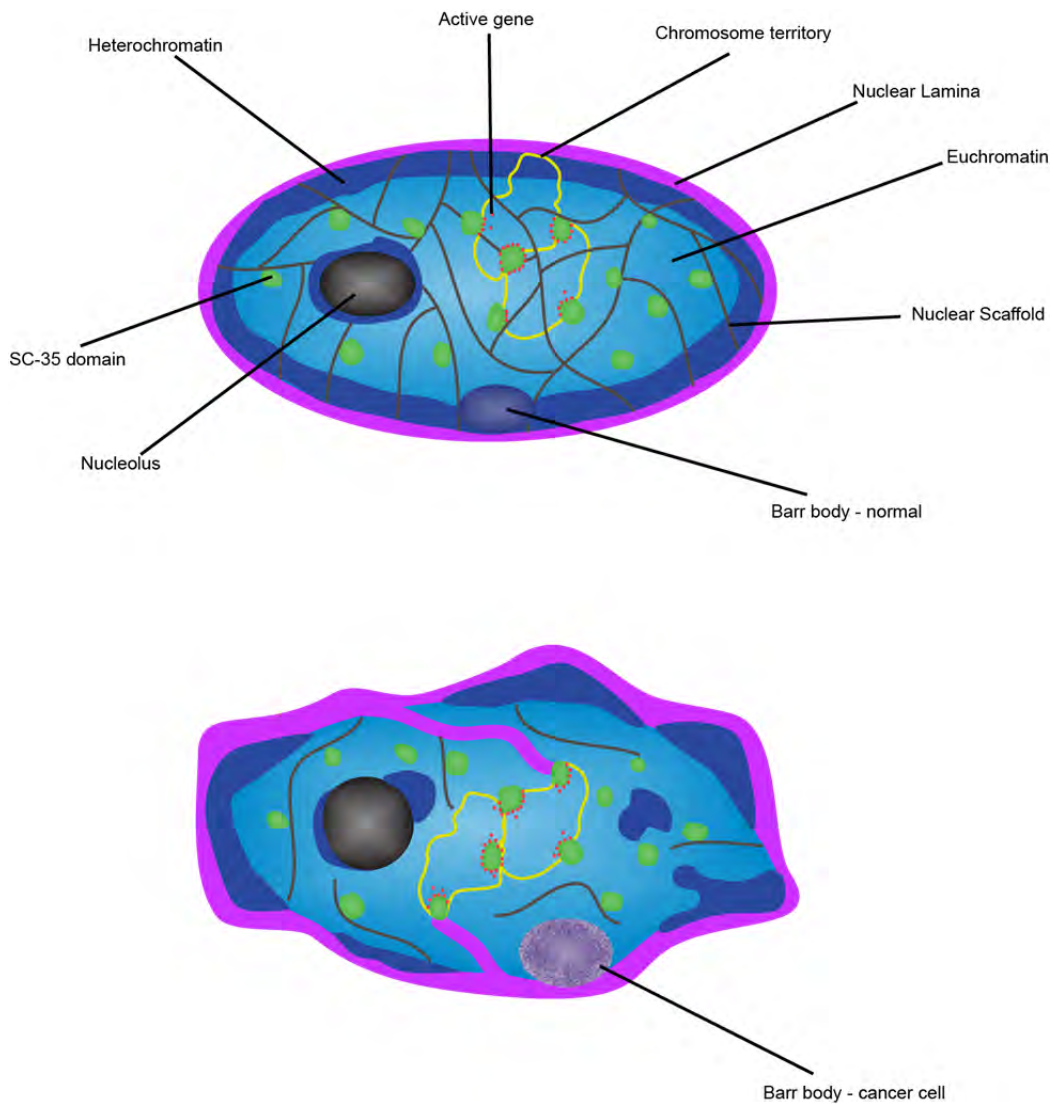 Active gene
Heterochromatin
Chromosome territory
Nuclear Lamina
Euchromatin
Nuclear Scaffold
SC-35 domain
Nucleolus
Barr body - normal
Barr body - cancer cell